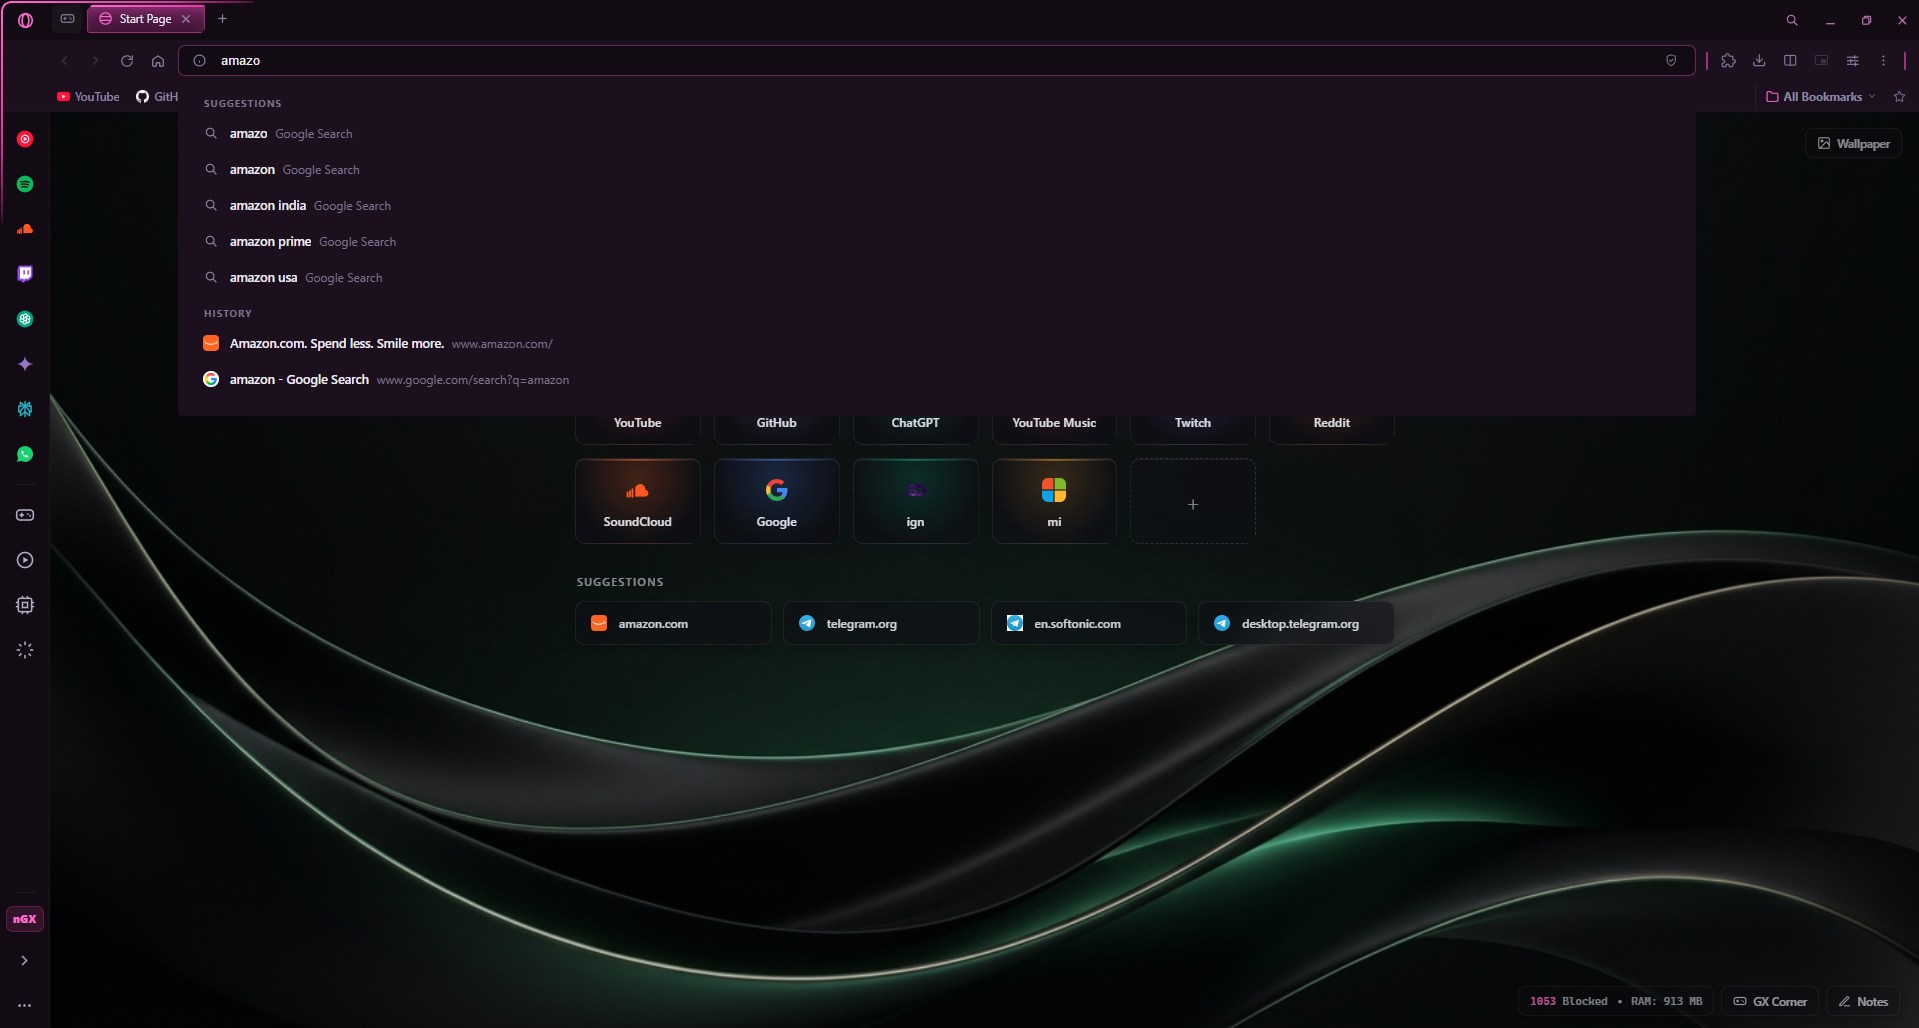 Start Page
amazo
YouTube GitH All Bookmarks
SUGGESTIONS
amazo Google Search
Wallpaper
amazon Google Search
amazon india Google Search
amazon prime Google Search
amazon usa Google Search
HISTORY
Amazon.com. Spend less. Smile more. www.amazon.com/
amazon - Google Search www.google.com/search?q=amazon
YouTube GitHub ChatGPT YouTube Music Twitch Reddit
SoundCloud Google ign mi
SUGGESTIONS
amazon.com telegram.org en.softonic.com desktop.telegram.org
nGX
1053 Blocked • RAM: 913 MB GX Corner Notes